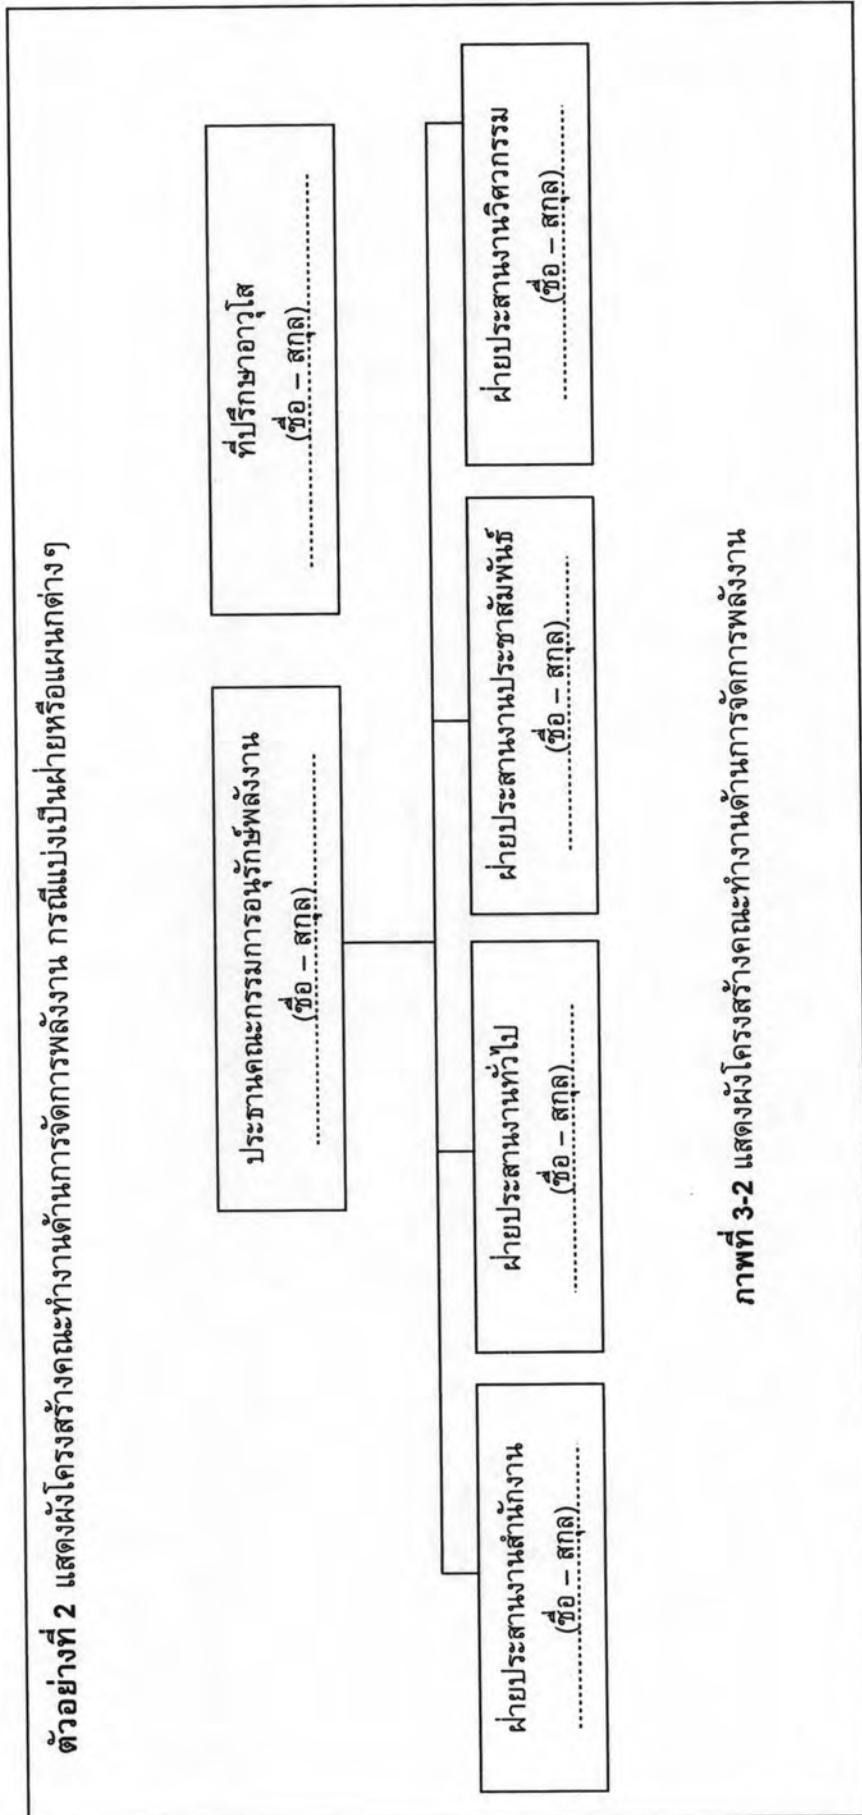 ตัวอย่างที่ 2 แสดงผังโครงสร้างคณะทำงานด้านการจัดการพลังงาน กรณีแบ่งเป็นฝ่ายหรือแผนกต่างๆ
ประธานคณะกรรมการอนุรักษ์พลังงาน
(ชื่อ – สกุล)
ที่ปรึกษาอาวุโส
(ชื่อ – สกุล)
ฝ่ายประสานงานสำนักงาน
(ชื่อ – สกุล)
ฝ่ายประสานงานทั่วไป
(ชื่อ – สกุล)
ฝ่ายประสานงานประชาสัมพันธ์
(ชื่อ – สกุล)
ฝ่ายประสานงานวิศวกรรม
(ชื่อ – สกุล)
ภาพที่ 3-2 แสดงผังโครงสร้างคณะทำงานด้านการจัดการพลังงาน